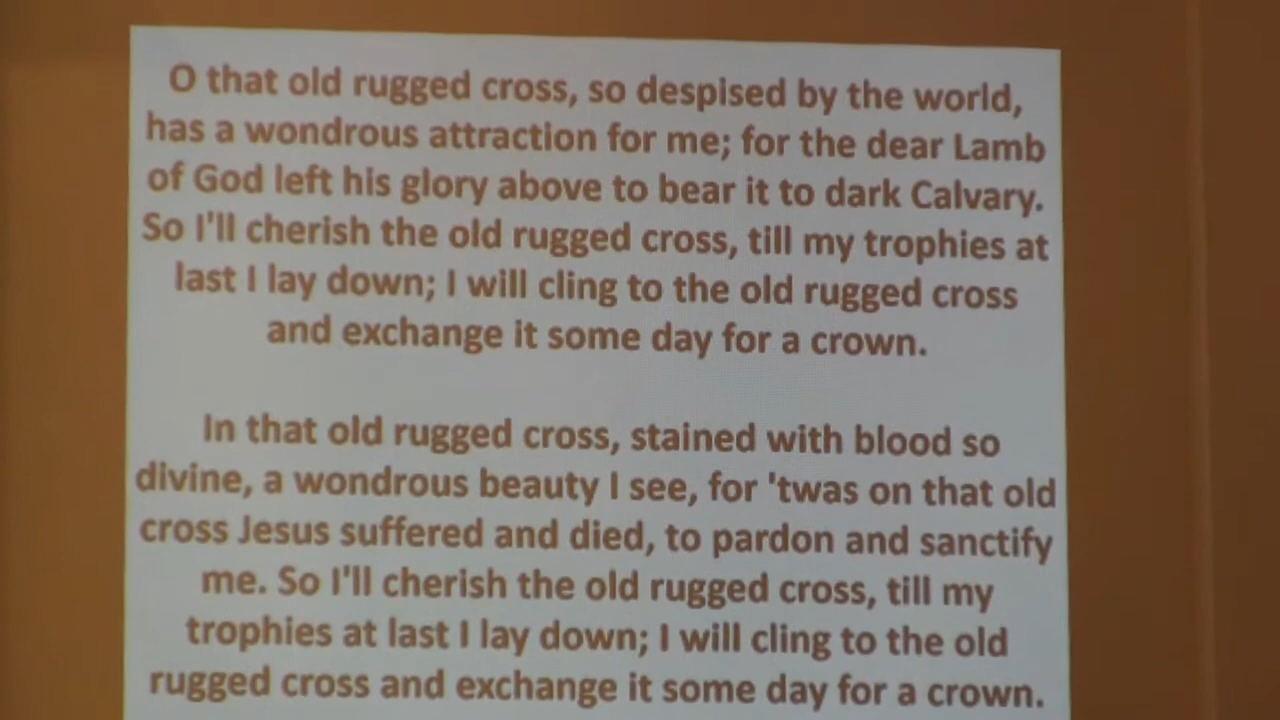 O that old rugged cross, so despised by the world,
has a wondrous attraction for me; for the dear Lamb
of God left his glory above to bear it to dark Calvary.
So I'll cherish the old rugged cross, till my trophies at
last I lay down; I will cling to the old rugged cross
and exchange it some day for a crown.
In that old rugged cross, stained with blood so
divine, a wondrous beauty I see, for 'twas on that old
cross Jesus suffered and died, to pardon and sanctify
me. So I'll cherish the old rugged cross, till my
trophies at last I lay down; I will cling to the old
rugged cross and exchange it some day for a crown.